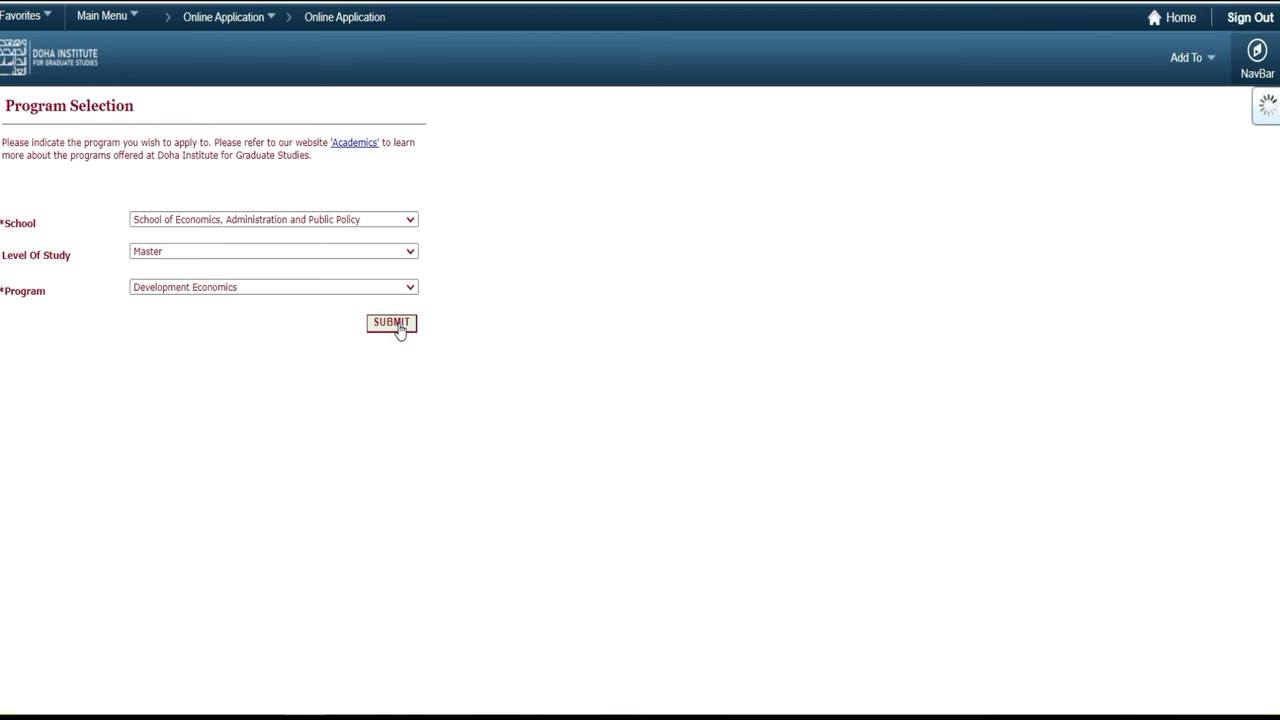 Favorites Main Menu Online Application Online Application Home Sign Out
DOHA INSTITUTE
FOR GRADUATE STUDIES
Add To
NavBar
Program Selection
Please indicate the program you wish to apply to. Please refer to our website 'Academics' to learn
more about the programs offered at Doha Institute for Graduate Studies.
*School School of Economics, Administration and Public Policy
Level Of Study Master
*Program Development Economics
SUBMIT